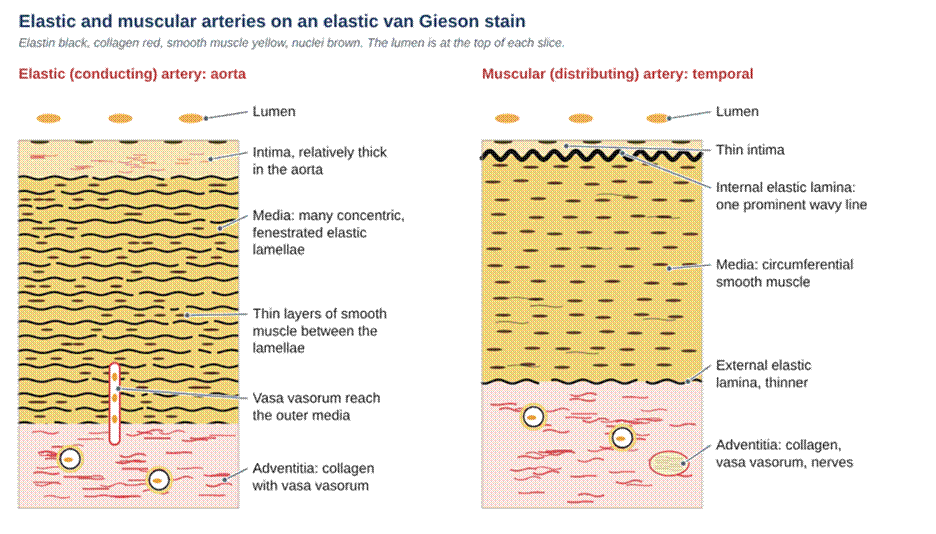 Elastic and muscular arteries on an elastic van Gieson stain
Elastin black, collagen red, smooth muscle yellow, nuclei brown. The lumen is at the top of each slice.
Elastic (conducting) artery: aorta
Lumen
Intima, relatively thick
in the aorta
Media: many concentric,
fenestrated elastic
lamellae
Thin layers of smooth
muscle between the
lamellae
Vasa vasorum reach
the outer media
Adventitia: collagen
with vasa vasorum
Muscular (distributing) artery: temporal
Lumen
Thin intima
Internal elastic lamina:
one prominent wavy line
Media: circumferential
smooth muscle
External elastic
lamina, thinner
Adventitia: collagen,
vasa vasorum, nerves